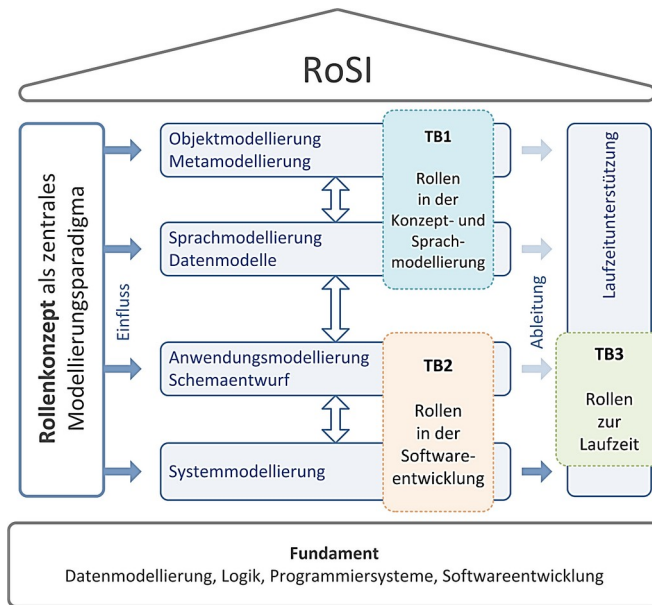 RoSI
Rollenkonzept als zentrales
Modellierungsparadigma
Einfluss
Objektmodellierung
Metamodellierung
Sprachmodellierung
Datenmodelle
Anwendungsmodellierung
Schemaentwurf
Systemmodellierung
TB1
Rollen
in der
Konzept- und
Sprach-
modellierung
TB2
Rollen
in der
Software-
entwicklung
Ableitung
Laufzeitunterstützung
TB3
Rollen
zur
Laufzeit
Fundament
Datenmodellierung, Logik, Programmiersysteme, Softwareentwicklung